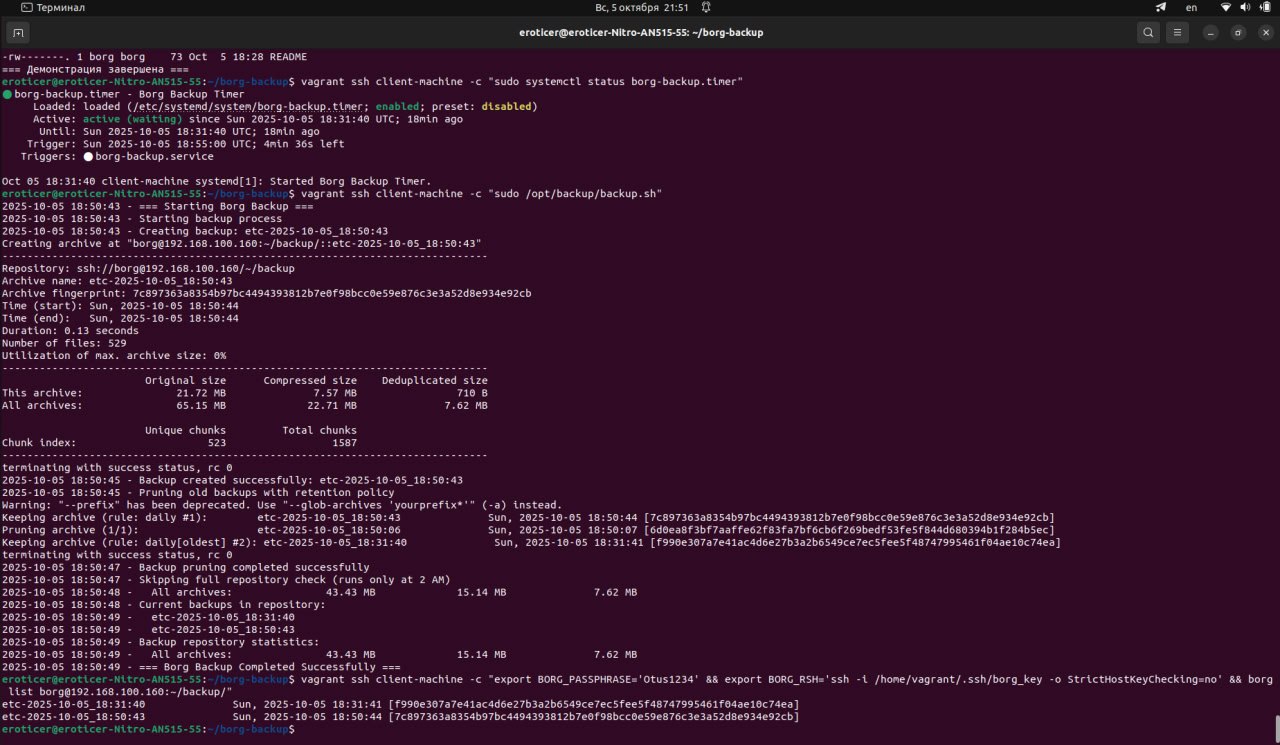 Терминал
Вс, 5 октября 21:51
en
eroticer@eroticer-Nitro-AN515-55: ~/borg-backup
-rw-------. 1 borg borg    73 Oct  5 18:28 README
=== Демонстрация завершена ===
eroticer@eroticer-Nitro-AN515-55:~/borg-backup$ vagrant ssh client-machine -c "sudo systemctl status borg-backup.timer"
● borg-backup.timer - Borg Backup Timer
     Loaded: loaded (/etc/systemd/system/borg-backup.timer; enabled; preset: disabled)
     Active: active (waiting) since Sun 2025-10-05 18:31:40 UTC; 18min ago
      Until: Sun 2025-10-05 18:31:40 UTC; 18min ago
    Trigger: Sun 2025-10-05 18:55:00 UTC; 4min 36s left
   Triggers: ● borg-backup.service
Oct 05 18:31:40 client-machine systemd[1]: Started Borg Backup Timer.
eroticer@eroticer-Nitro-AN515-55:~/borg-backup$ vagrant ssh client-machine -c "sudo /opt/backup/backup.sh"
2025-10-05 18:50:43 - === Starting Borg Backup ===
2025-10-05 18:50:43 - Starting backup process
2025-10-05 18:50:43 - Creating backup: etc-2025-10-05_18:50:43
Creating archive at "borg@192.168.100.160:~/backup/::etc-2025-10-05_18:50:43"
------------------------------------------------------------------------------
Repository: ssh://borg@192.168.100.160/~/backup
Archive name: etc-2025-10-05_18:50:43
Archive fingerprint: 7c897363a8354b97bc4494393812b7e0f98bcc0e59e876c3e3a52d8e934e92cb
Time (start): Sun, 2025-10-05 18:50:44
Time (end):   Sun, 2025-10-05 18:50:44
Duration: 0.13 seconds
Number of files: 529
Utilization of max. archive size: 0%
------------------------------------------------------------------------------
                       Original size      Compressed size    Deduplicated size
This archive:               21.72 MB              7.57 MB                710 B
All archives:               65.15 MB             22.71 MB              7.62 MB
                       Unique chunks         Total chunks
Chunk index:                     523                 1587
------------------------------------------------------------------------------
terminating with success status, rc 0
2025-10-05 18:50:45 - Backup created successfully: etc-2025-10-05_18:50:43
2025-10-05 18:50:45 - Pruning old backups with retention policy
Warning: "--prefix" has been deprecated. Use "--glob-archives 'yourprefix*'" (-a) instead.
Keeping archive (rule: daily #1):        etc-2025-10-05_18:50:43              Sun, 2025-10-05 18:50:44 [7c897363a8354b97bc4494393812b7e0f98bcc0e59e876c3e3a52d8e934e92cb]
Pruning archive (1/1):                   etc-2025-10-05_18:50:06              Sun, 2025-10-05 18:50:07 [6d0ea8f3bf7aaffe62f83fa7bf6cb6f269bedf53fe5f844d680394b1f284b5ec]
Keeping archive (rule: daily[oldest] #2): etc-2025-10-05_18:31:40              Sun, 2025-10-05 18:31:41 [f990e307a7e41ac4d6e27b3a2b6549ce7ec5fee5f48747995461f04ae10c74ea]
terminating with success status, rc 0
2025-10-05 18:50:47 - Backup pruning completed successfully
2025-10-05 18:50:47 - Skipping full repository check (runs only at 2 AM)
2025-10-05 18:50:48 -   All archives:               43.43 MB             15.14 MB              7.62 MB
2025-10-05 18:50:48 - Current backups in repository:
2025-10-05 18:50:49 -   etc-2025-10-05_18:31:40
2025-10-05 18:50:49 -   etc-2025-10-05_18:50:43
2025-10-05 18:50:49 - Backup repository statistics:
2025-10-05 18:50:49 -   All archives:               43.43 MB             15.14 MB              7.62 MB
2025-10-05 18:50:49 - === Borg Backup Completed Successfully ===
eroticer@eroticer-Nitro-AN515-55:~/borg-backup$ vagrant ssh client-machine -c "export BORG_PASSPHRASE='Otus1234' && export BORG_RSH='ssh -i /home/vagrant/.ssh/borg_key -o StrictHostKeyChecking=no' && borg
 list borg@192.168.100.160:~/backup/"
etc-2025-10-05_18:31:40              Sun, 2025-10-05 18:31:41 [f990e307a7e41ac4d6e27b3a2b6549ce7ec5fee5f48747995461f04ae10c74ea]
etc-2025-10-05_18:50:43              Sun, 2025-10-05 18:50:44 [7c897363a8354b97bc4494393812b7e0f98bcc0e59e876c3e3a52d8e934e92cb]
eroticer@eroticer-Nitro-AN515-55:~/borg-backup$